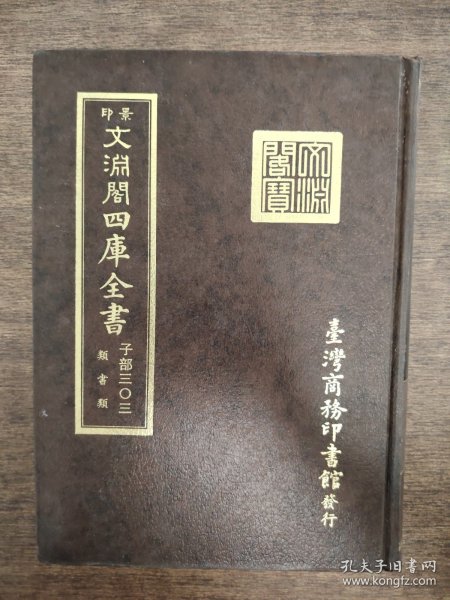 景印
文淵閣四庫全書
子部三〇三
類書類
文淵
閣寶
臺灣商務印書館發行
孔夫子旧书网
www.kongfz.com